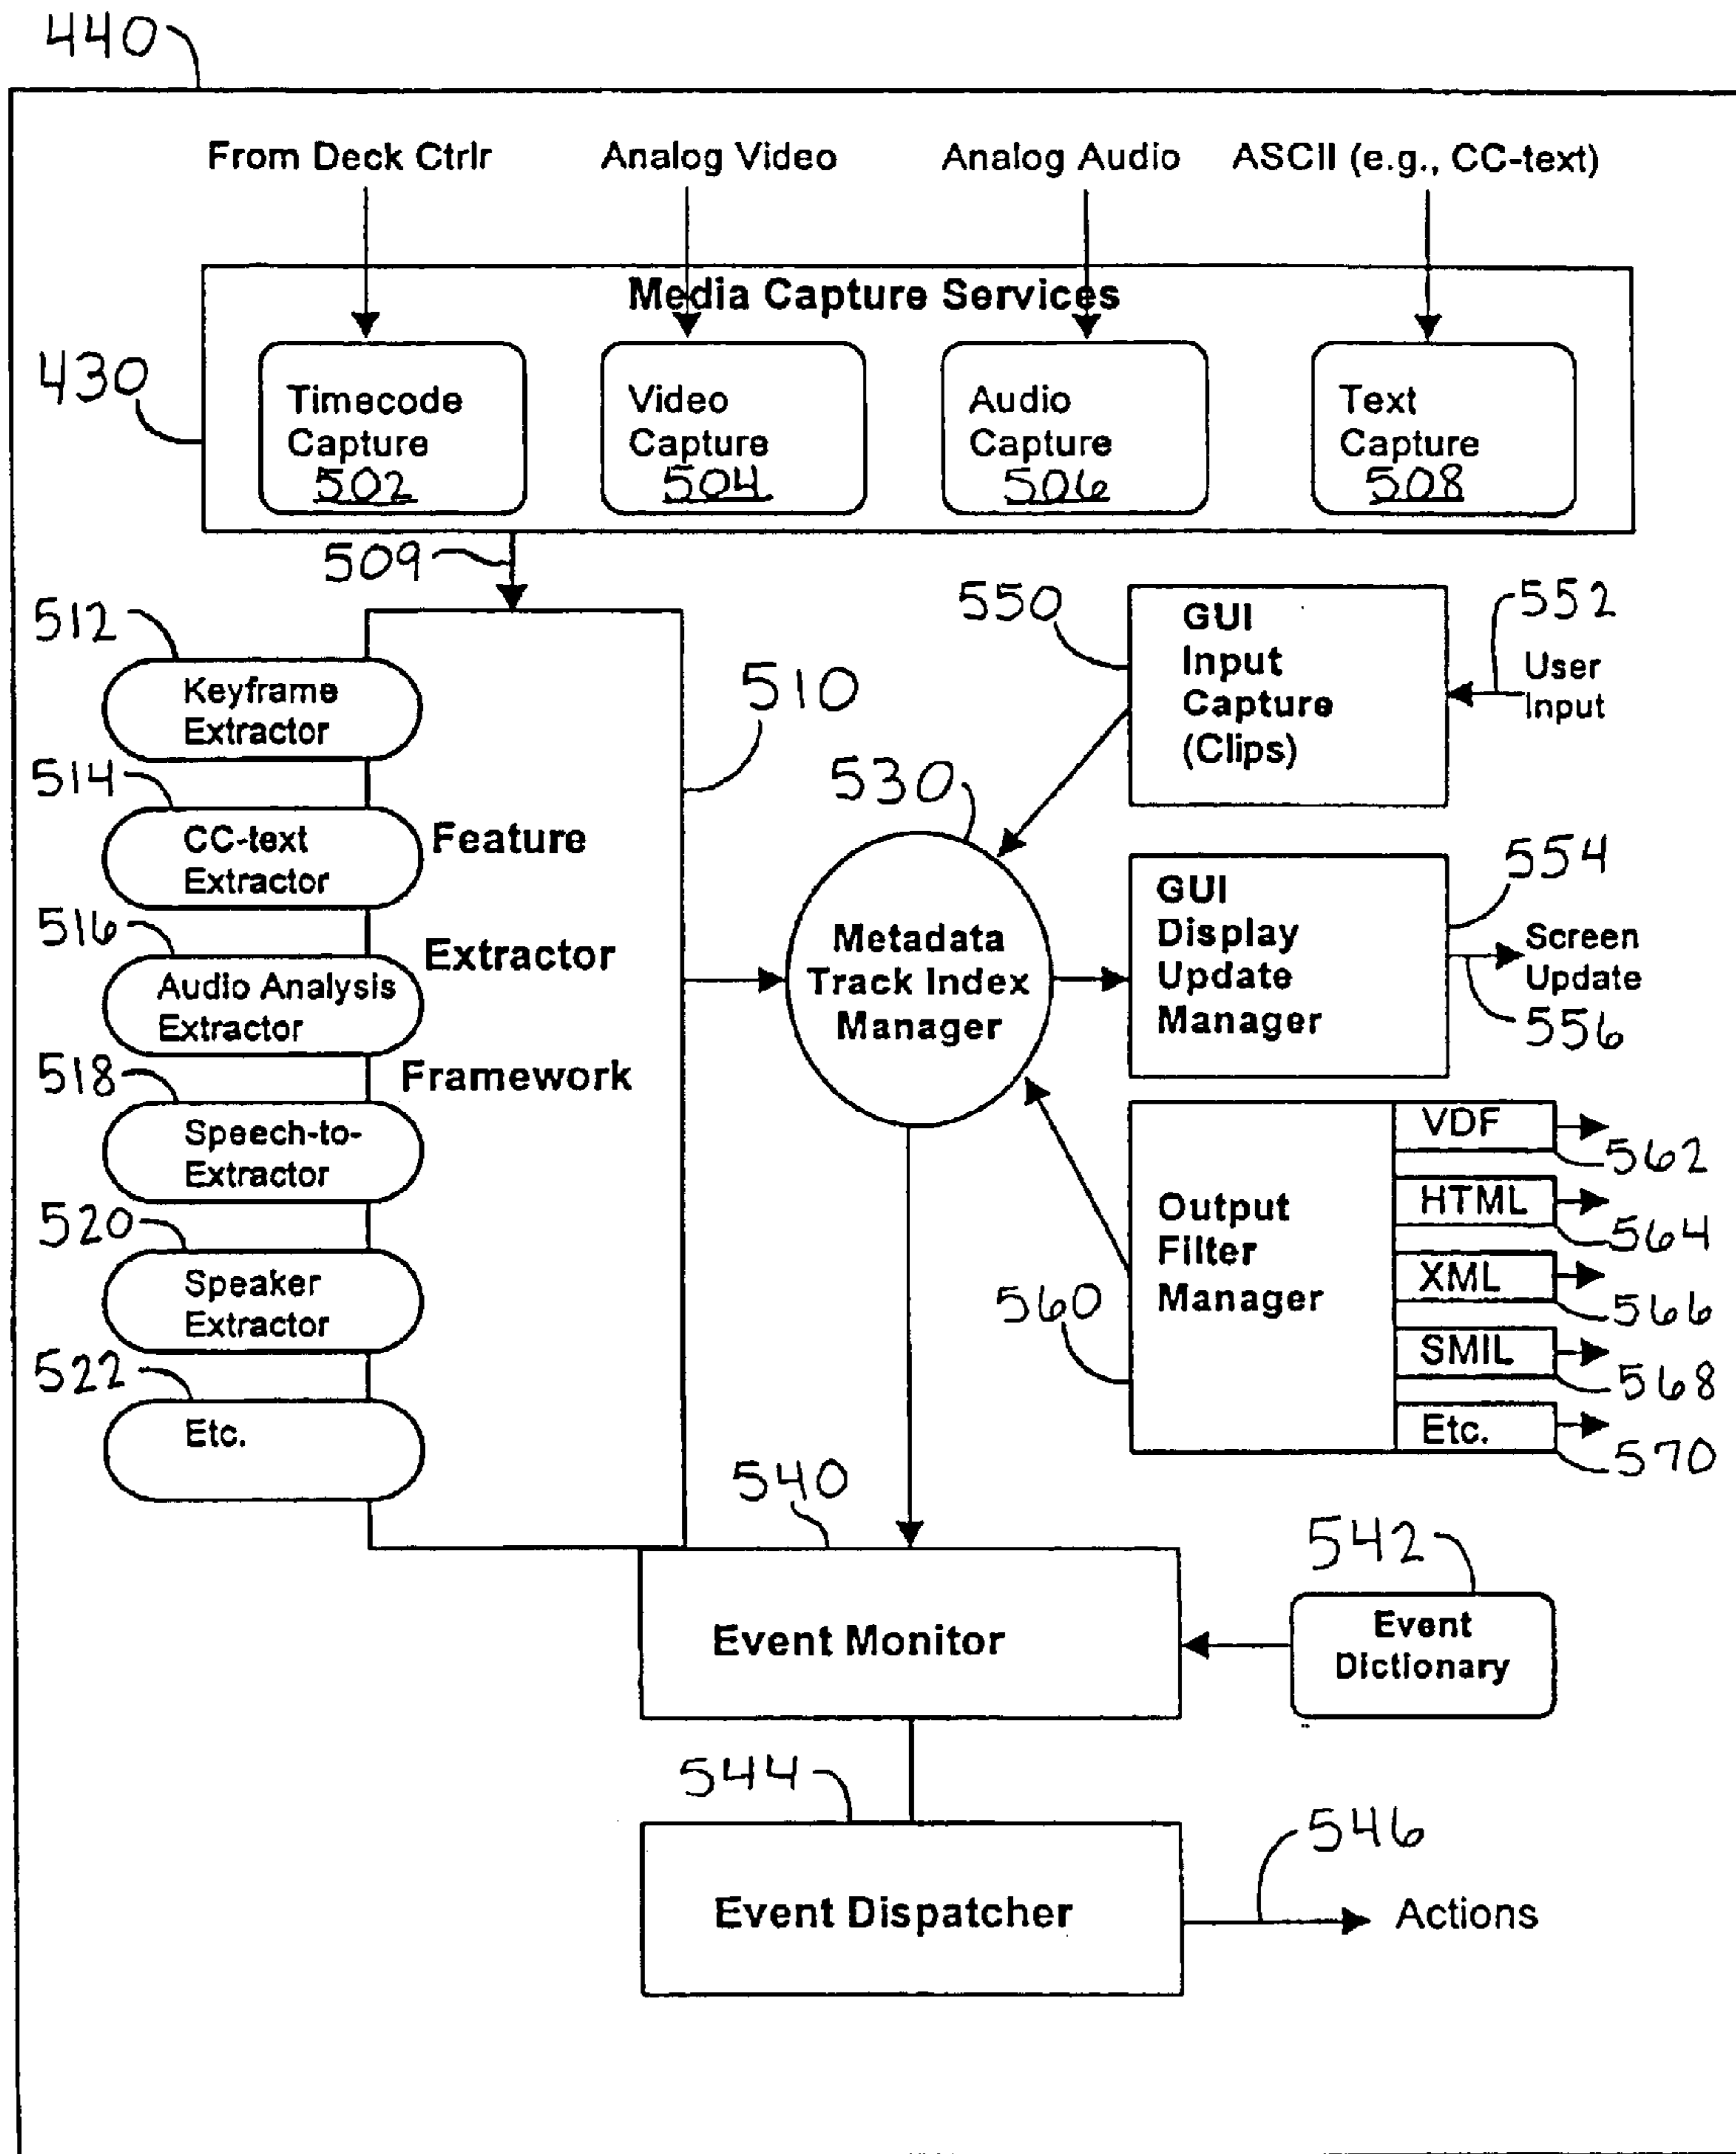 440
From Deck Ctrlr
Analog Video
Analog Audio
ASCII (e.g., CC-text)
Media Capture Services
430
Timecode
Capture
502
Video
Capture
504
Audio
Capture
506
Text
Capture
508
509
512
Keyframe
Extractor
514
CC-text
Extractor
516
Audio Analysis
Extractor
518
Speech-to-
Extractor
520
Speaker
Extractor
522
Etc.
Feature
Extractor
Framework
510
530
Metadata
Track Index
Manager
550
GUI
Input
Capture
(Clips)
552
User
Input
GUI
Display
Update
Manager
554
Screen
Update
556
Output
Filter
Manager
560
VDF
562
HTML
564
XML
566
SMIL
568
Etc.
570
540
Event Monitor
542
Event
Dictionary
544
Event Dispatcher
546
Actions